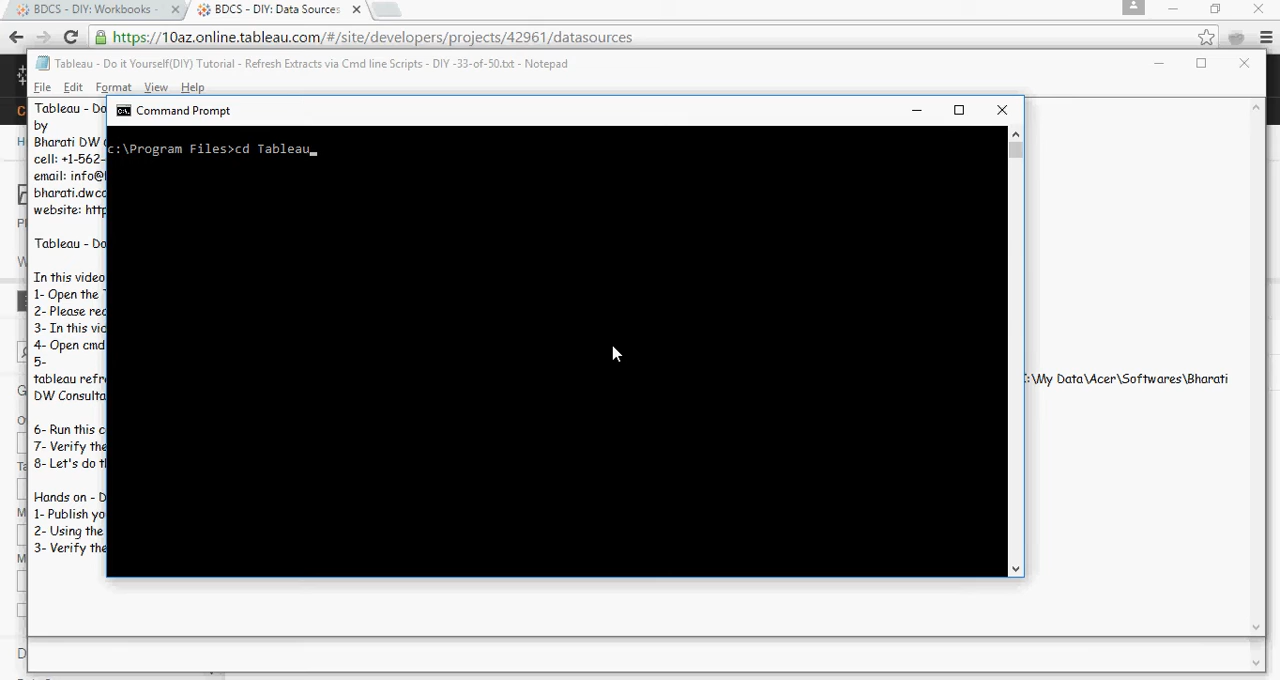 BDCS - DIY: Workbooks -
BDCS - DIY: Data Sources
https://10az.online.tableau.com/#/site/developers/projects/42961/datasources
Tableau - Do it Yourself(DIY) Tutorial - Refresh Extracts via Cmd line Scripts - DIY -33-of-50.txt - Notepad
File Edit Format View Help
Command Prompt
c:\Program Files>cd Tableau_
Tableau - Do
by
Bharati DW
cell: +1-562-
email: info@
bharati.dwc
website: http
Tableau - Do
In this video
1- Open the
2- Please rea
3- In this vid
4- Open cmd
5-
tableau refr
:\My Data\Acer\Softwares\Bharati
DW Consulta
6- Run this c
7- Verify the
8- Let's do th
Hands on - D
1- Publish yo
2- Using the
3- Verify the